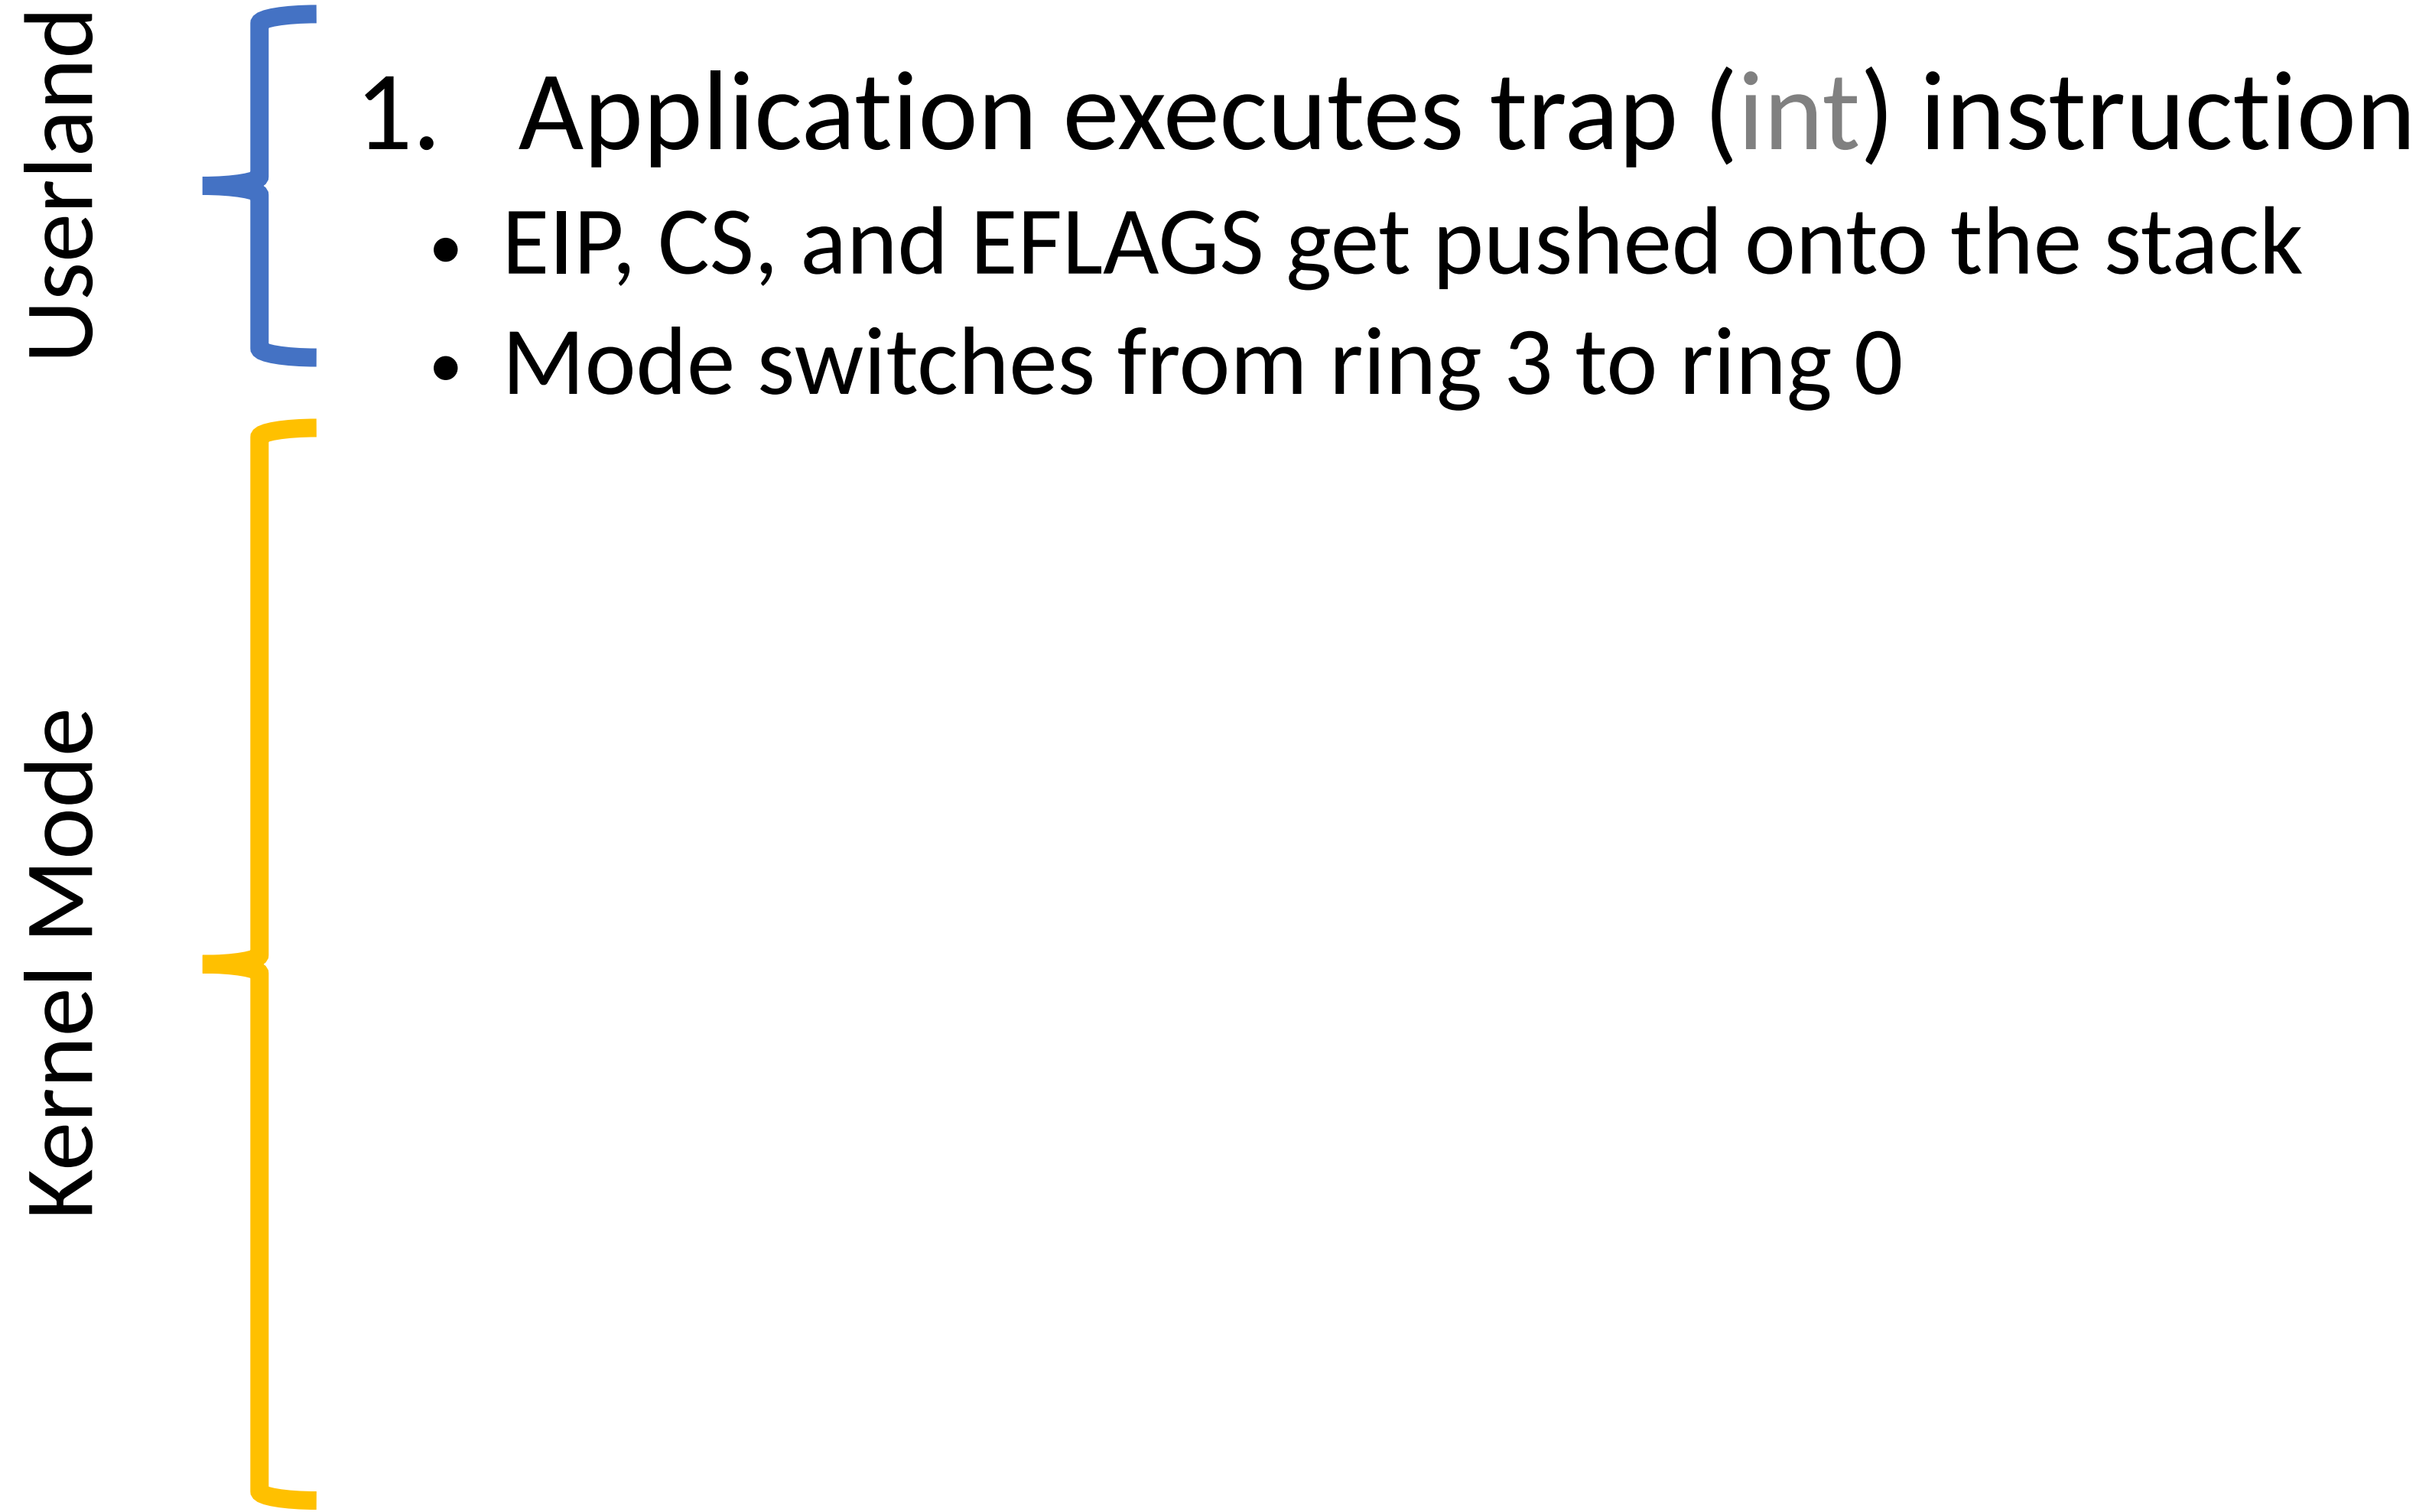 Userland
1. Application executes trap (int) instruction
• EIP, CS, and EFLAGS get pushed onto the stack
• Mode switches from ring 3 to ring 0
Kernel Mode